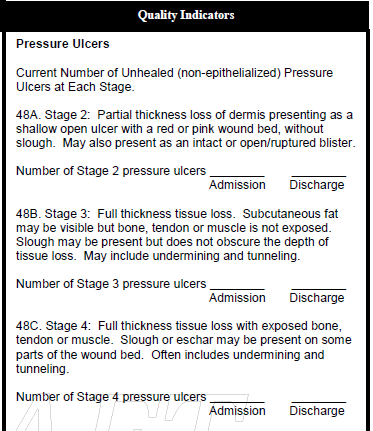 Quality Indicators
Pressure Ulcers
Current Number of Unhealed (non-epithelialized) Pressure
Ulcers at Each Stage.
48A. Stage 2: Partial thickness loss of dermis presenting as a
shallow open ulcer with a red or pink wound bed, without
slough. May also present as an intact or open/ruptured blister.
Number of Stage 2 pressure ulcers ________ ________
Admission Discharge
48B. Stage 3: Full thickness tissue loss. Subcutaneous fat
may be visible but bone, tendon or muscle is not exposed.
Slough may be present but does not obscure the depth of
tissue loss. May include undermining and tunneling.
Number of Stage 3 pressure ulcers ________ ________
Admission Discharge
48C. Stage 4: Full thickness tissue loss with exposed bone,
tendon or muscle. Slough or eschar may be present on some
parts of the wound bed. Often includes undermining and
tunneling.
Number of Stage 4 pressure ulcers ________ ________
Admission Discharge